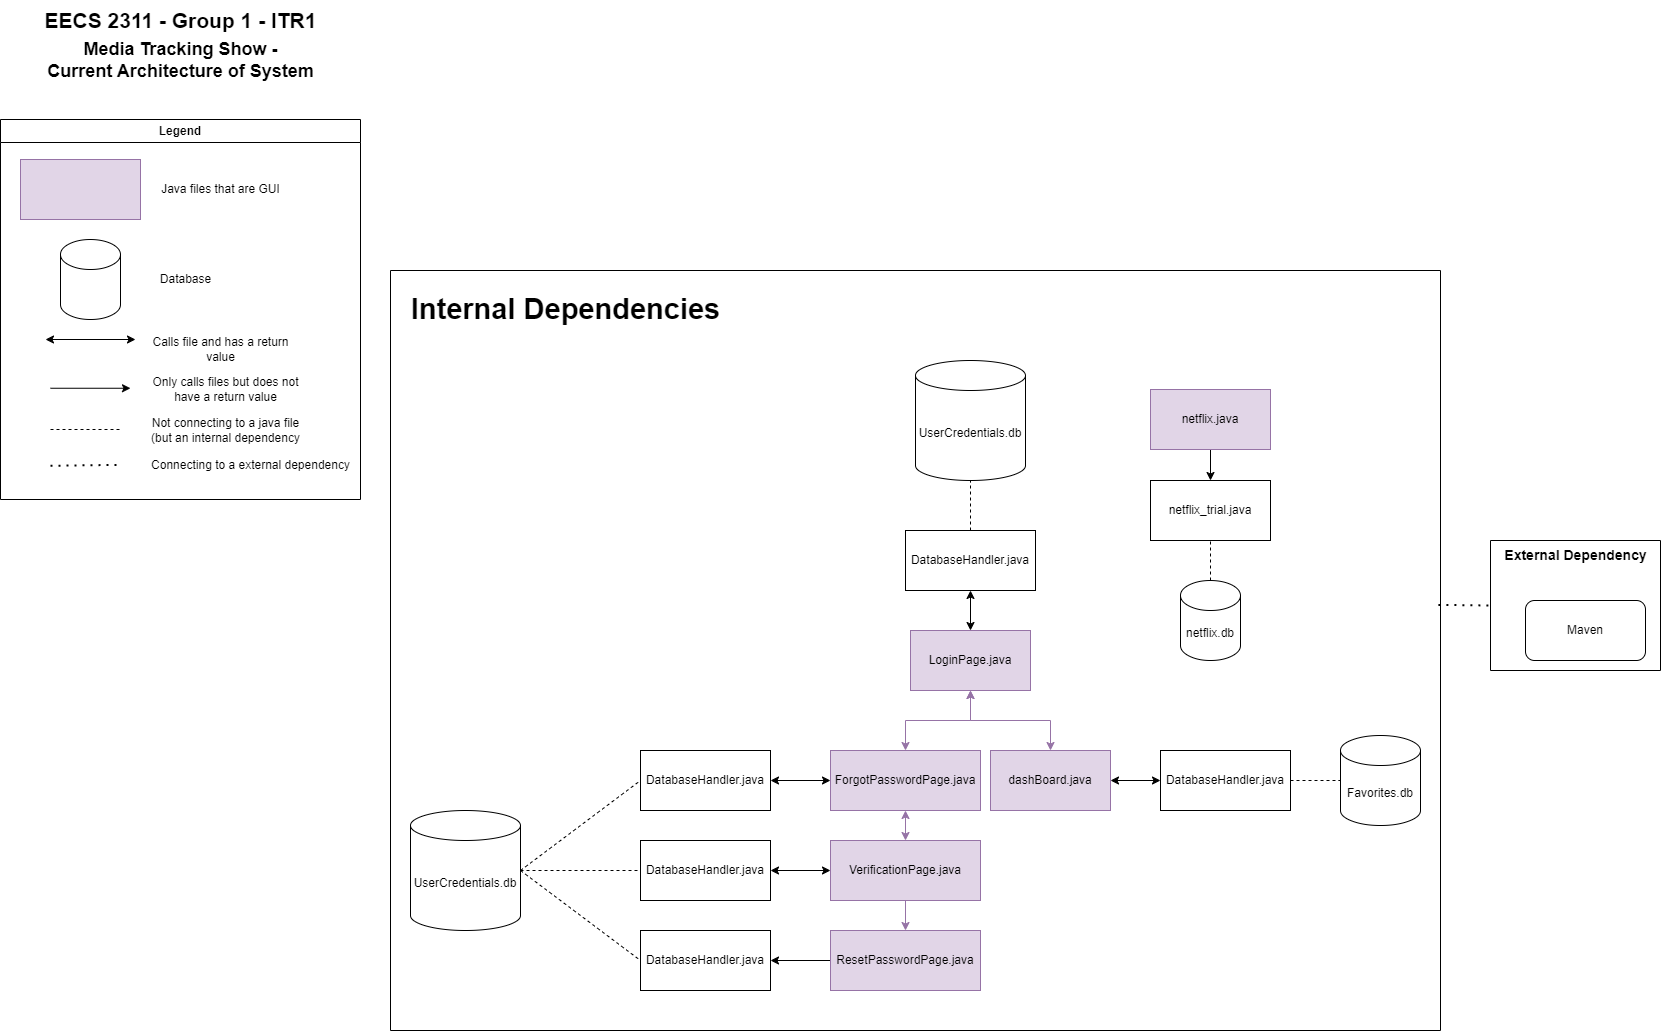 EECS 2311 - Group 1 - ITR1
Media Tracking Show -
Current Architecture of System
Legend
Java files that are GUI
Database
Calls file and has a return
value
Only calls files but does not
have a return value
Not connecting to a java file
(but an internal dependency
Connecting to a external dependency
Internal Dependencies
UserCredentials.db
netflix.java
netflix_trial.java
DatabaseHandler.java
netflix.db
LoginPage.java
External Dependency
Maven
DatabaseHandler.java
ForgotPasswordPage.java
dashBoard.java
DatabaseHandler.java
Favorites.db
UserCredentials.db
DatabaseHandler.java
VerificationPage.java
DatabaseHandler.java
ResetPasswordPage.java